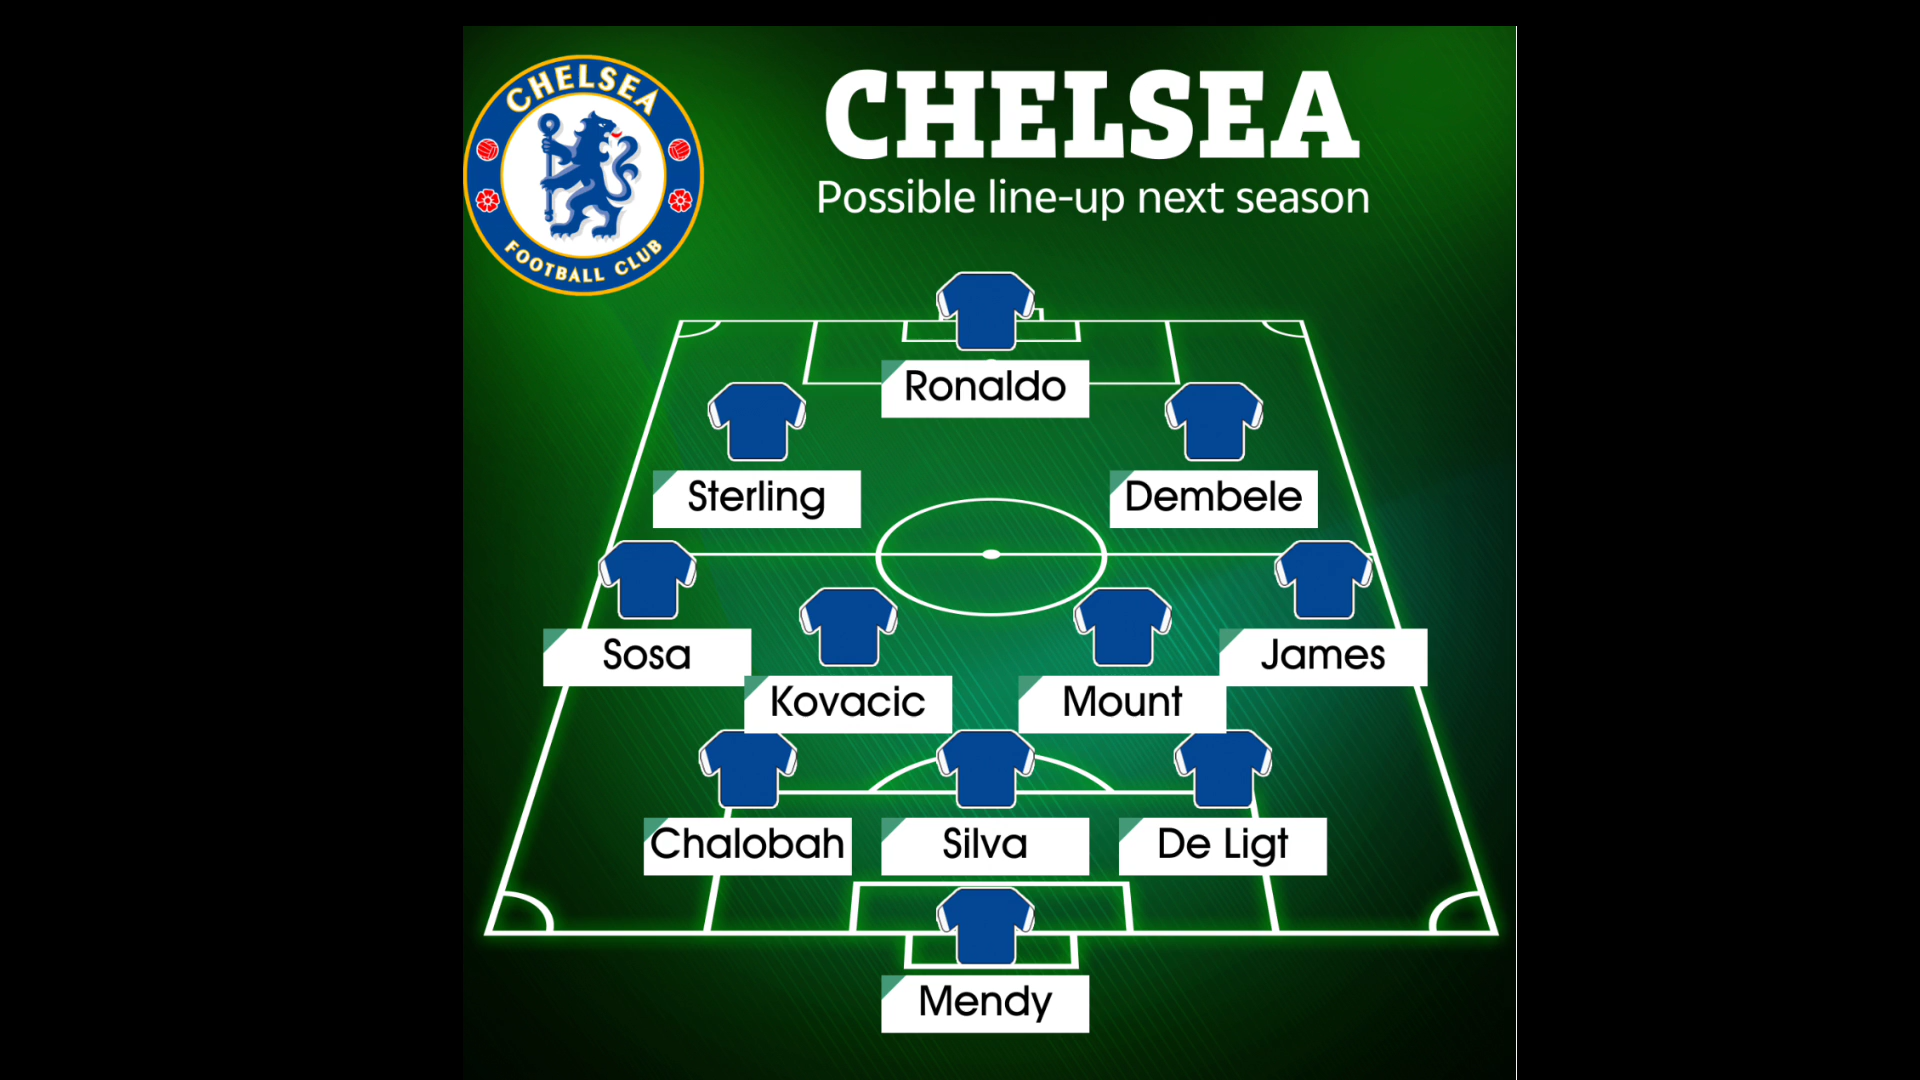 CHELSEA
FOOTBALL CLUB
CHELSEA
Possible line-up next season
Ronaldo
Sterling
Dembele
Sosa
James
Kovacic
Mount
Chalobah
Silva
De Ligt
Mendy